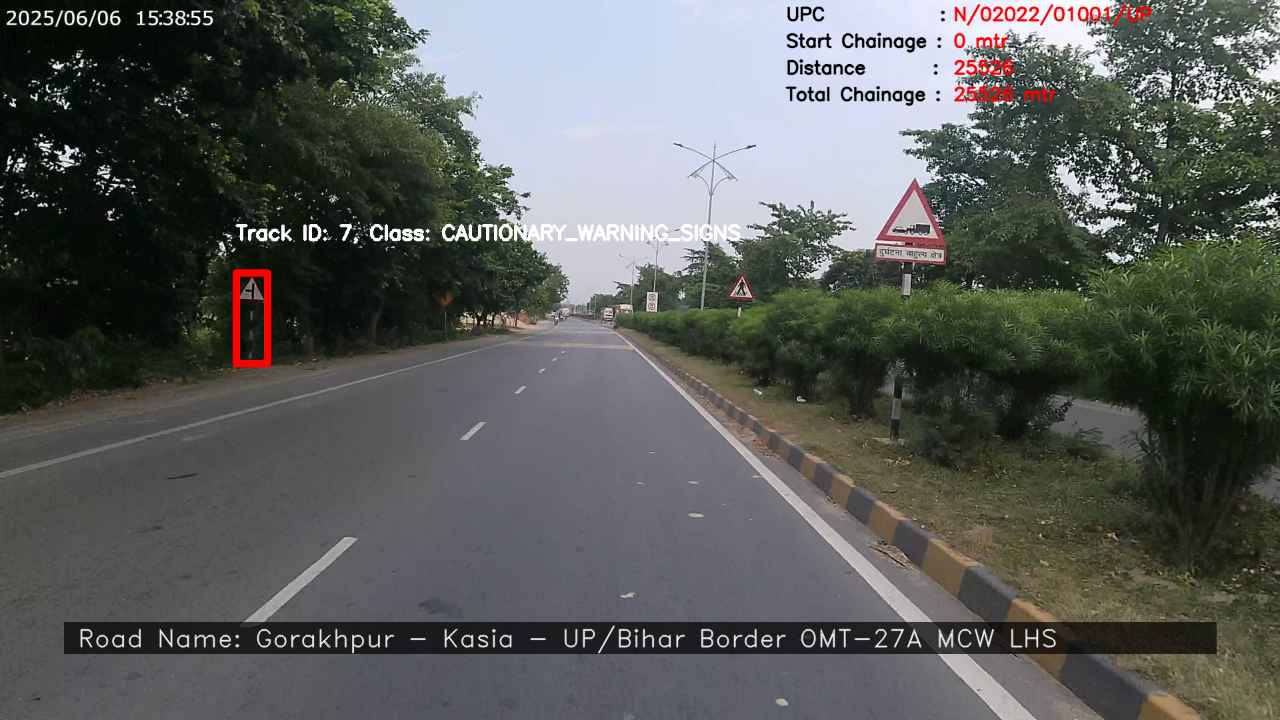 2025/06/06 15:38:55
UPC : N/02022/01001/UP
Start Chainage : 0 mtr
Distance : 25526
Total Chainage : 25526 mtr
Track ID: 7, Class: CAUTIONARY_WARNING_SIGNS
दुर्घटना बाहुल्य क्षेत्र
Road Name: Gorakhpur - Kasia - UP/Bihar Border OMT-27A MCW LHS